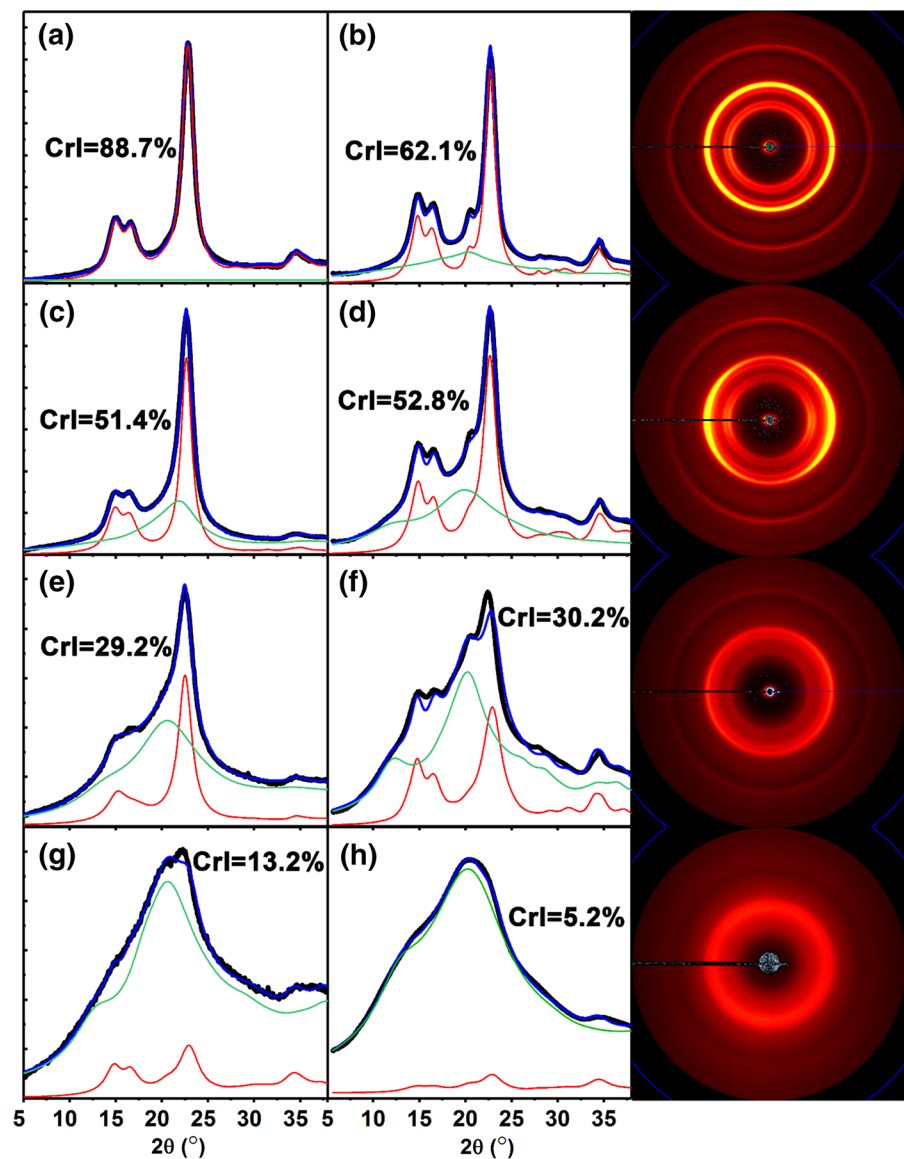 (a)
CrI=88.7%
(b)
CrI=62.1%
(c)
CrI=51.4%
(d)
CrI=52.8%
(e)
CrI=29.2%
(f)
CrI=30.2%
(g)
CrI=13.2%
(h)
CrI=5.2%
5 10 15 20 25 30 35
10 15 20 25 30 35
2θ (°)
2θ (°)